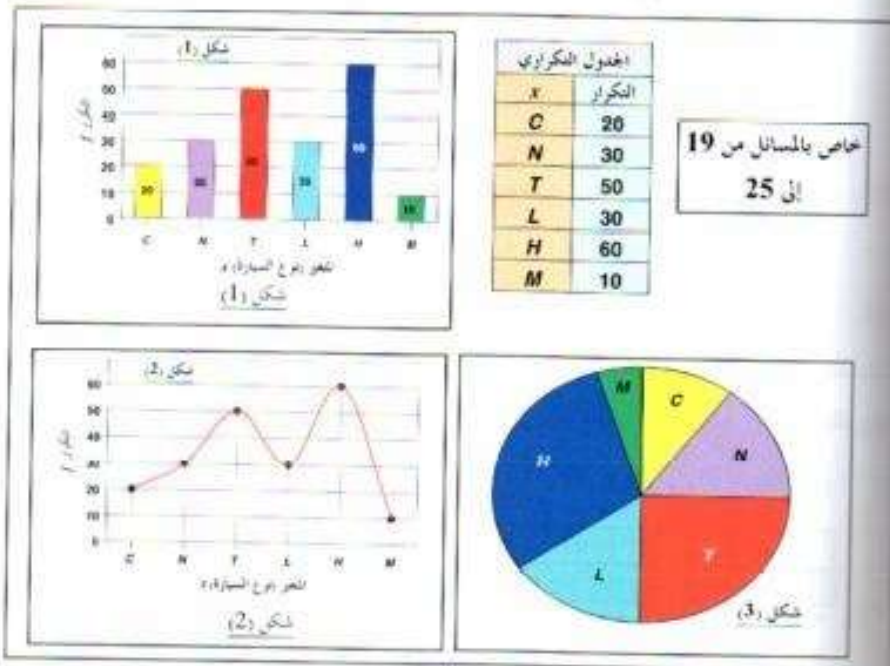 شكل (1)
60
50
40
30
20
10
0
20
30
50
30
60
10
C N T L H M
المتغير (نوع السيارة) x
شكل (1)
الجدول التكراري
x التكرار
C 20
N 30
T 50
L 30
H 60
M 10
خاص بالمسائل من 19
إلى 25
شكل (2)
60
50
40
30
20
10
0
C N T L H M
المتغير (نوع السيارة) x
شكل (2)
M
C
H
N
L
T
شكل (3)